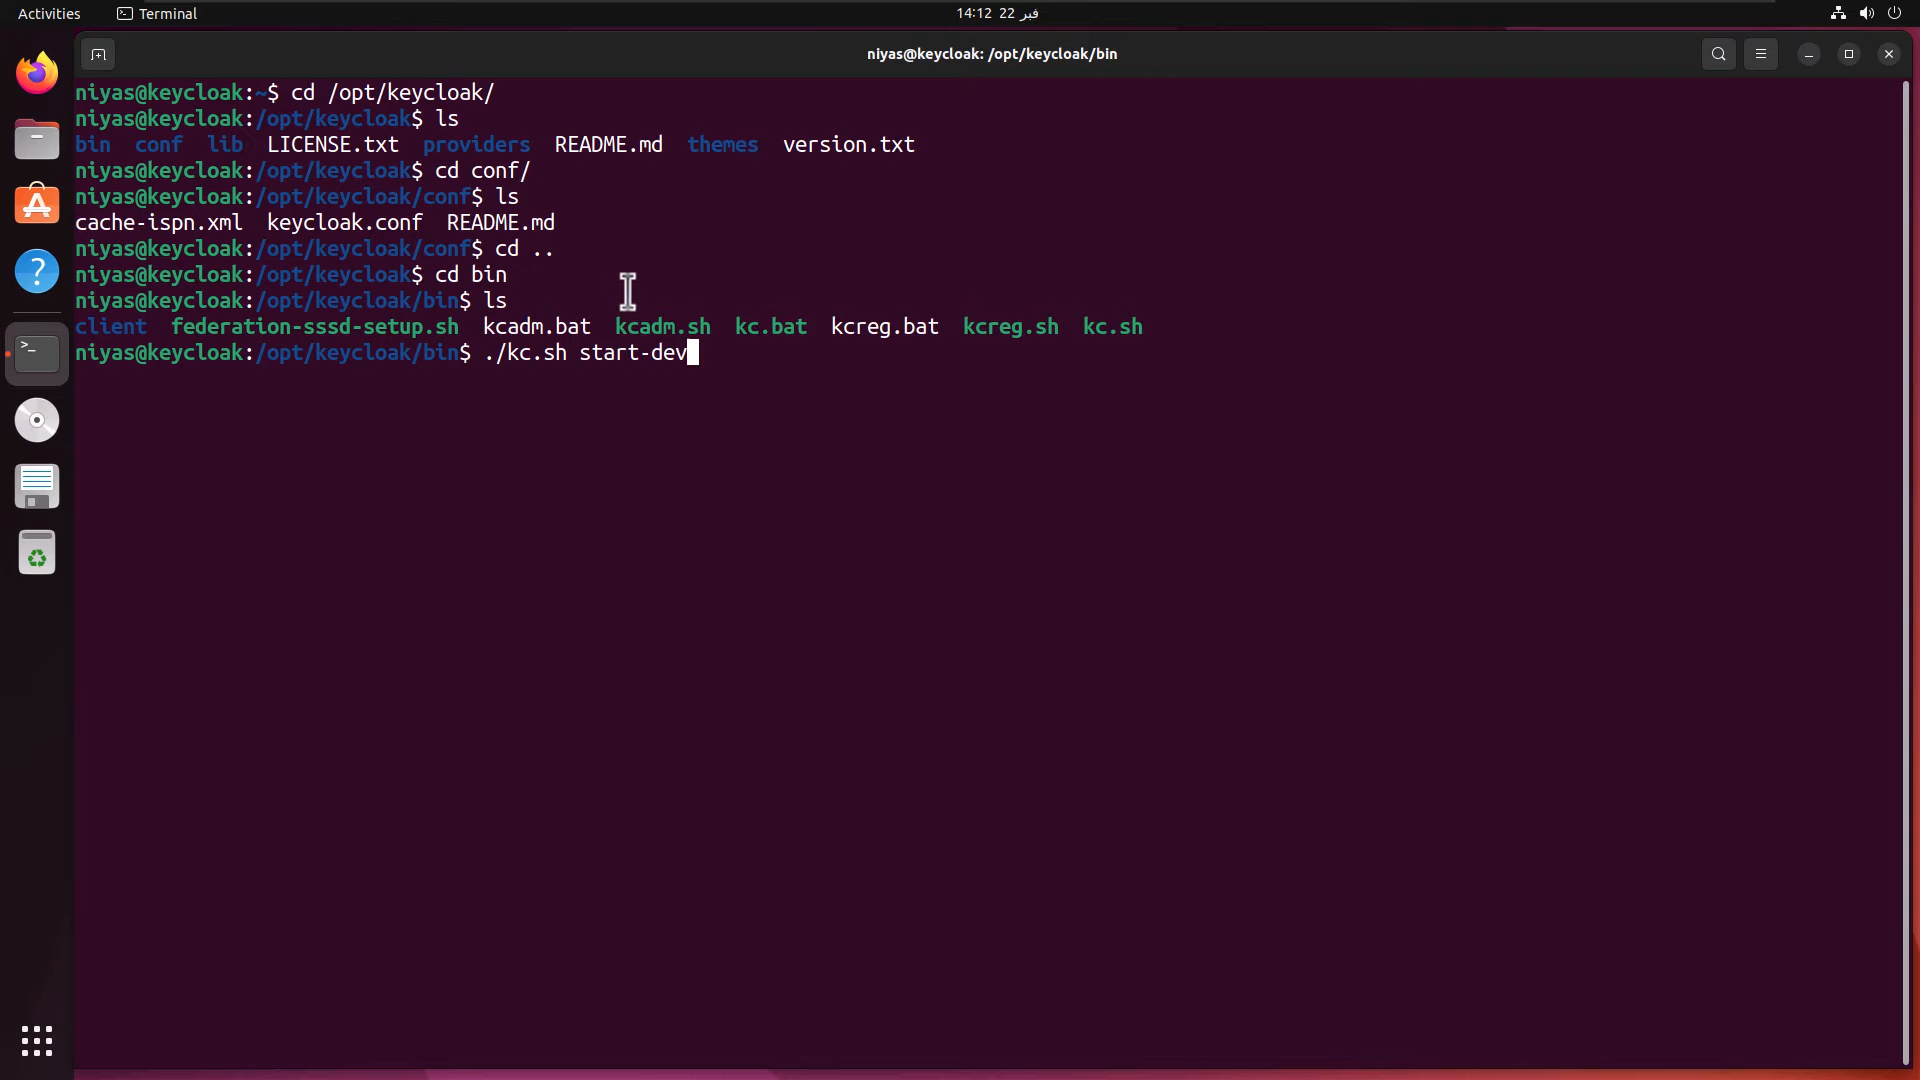 Activities
Terminal
14:12 22 فبر
niyas@keycloak: /opt/keycloak/bin
niyas@keycloak:~$ cd /opt/keycloak/
niyas@keycloak:/opt/keycloak$ ls
bin conf lib LICENSE.txt providers README.md themes version.txt
niyas@keycloak:/opt/keycloak$ cd conf/
niyas@keycloak:/opt/keycloak/conf$ ls
cache-ispn.xml keycloak.conf README.md
niyas@keycloak:/opt/keycloak/conf$ cd ..
niyas@keycloak:/opt/keycloak$ cd bin
niyas@keycloak:/opt/keycloak/bin$ ls
client federation-sssd-setup.sh kcadm.bat kcadm.sh kc.bat kcreg.bat kcreg.sh kc.sh
niyas@keycloak:/opt/keycloak/bin$ ./kc.sh start-dev